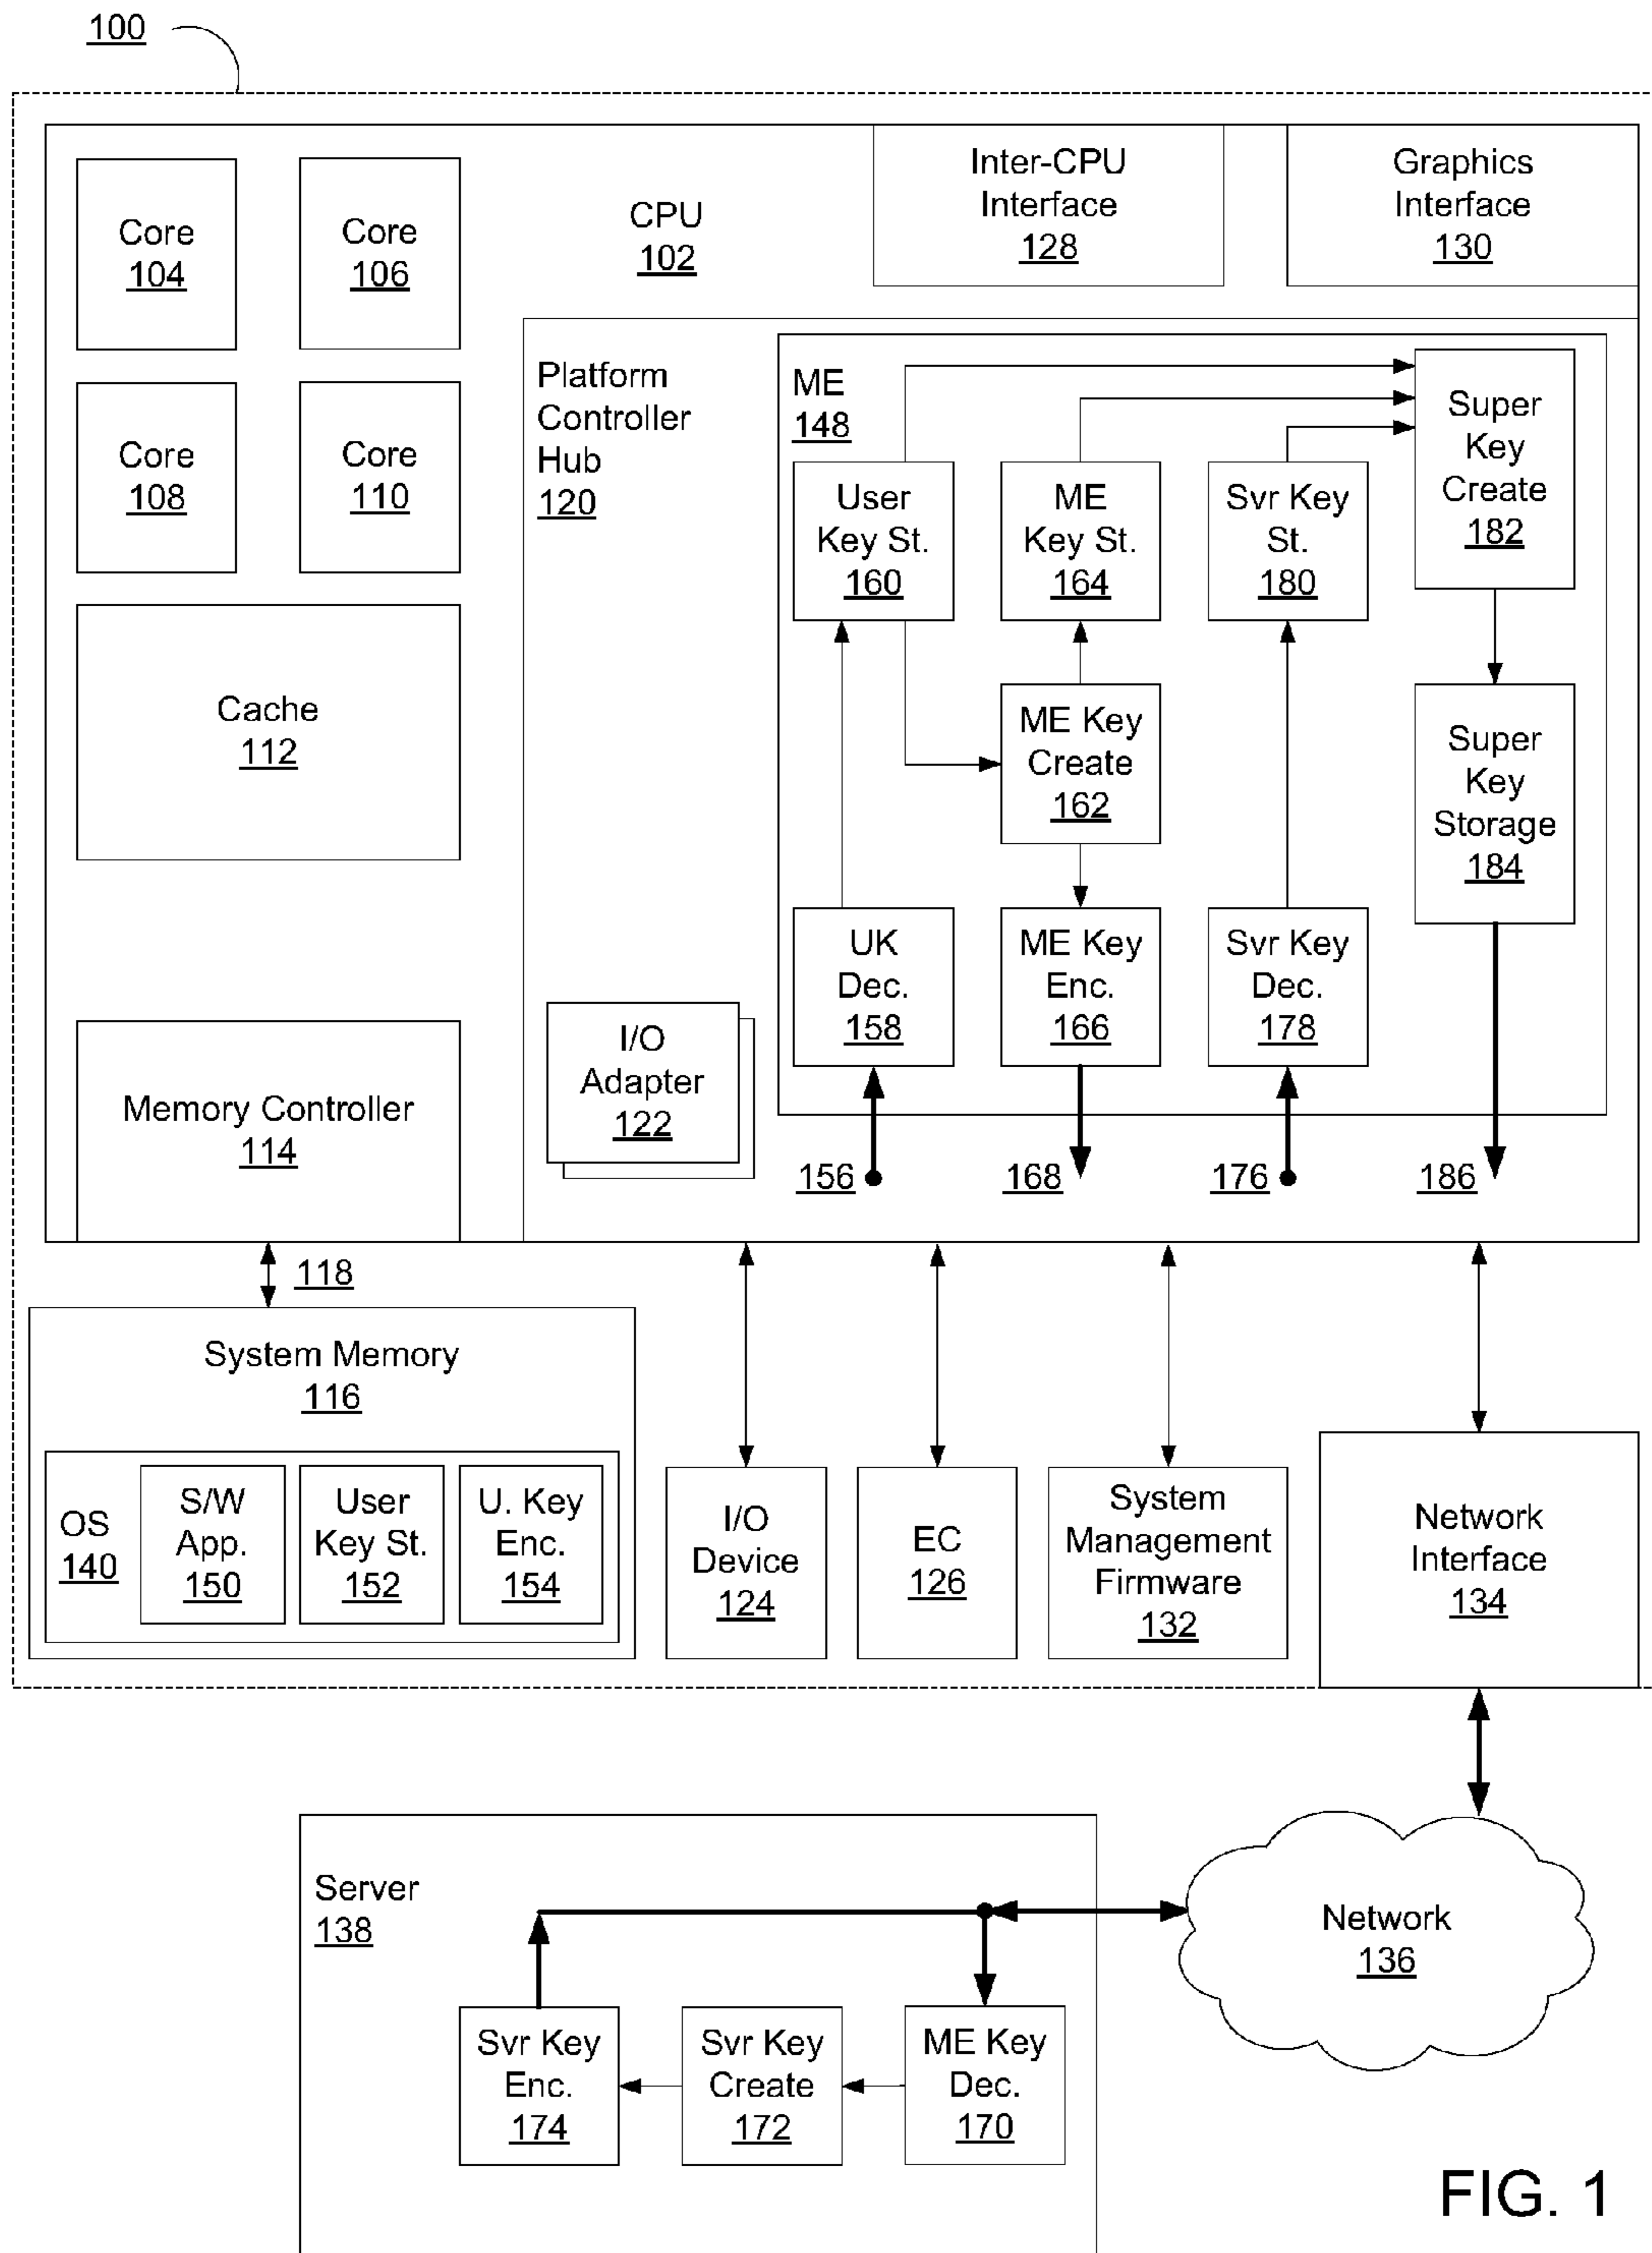 100
Core
104
Core
106
CPU
102
Inter-CPU
Interface
128
Graphics
Interface
130
Core
108
Core
110
Cache
112
Memory Controller
114
Platform
Controller
Hub
120
ME
148
User
Key St.
160
ME
Key St.
164
Svr Key
St.
180
Super
Key
Create
182
ME Key
Create
162
Super
Key
Storage
184
UK
Dec.
158
ME Key
Enc.
166
Svr Key
Dec.
178
I/O
Adapter
122
156
168
176
186
118
System Memory
116
OS
140
S/W
App.
150
User
Key St.
152
U. Key
Enc.
154
I/O
Device
124
EC
126
System
Management
Firmware
132
Network
Interface
134
Server
138
Network
136
Svr Key
Enc.
174
Svr Key
Create
172
ME Key
Dec.
170
FIG. 1